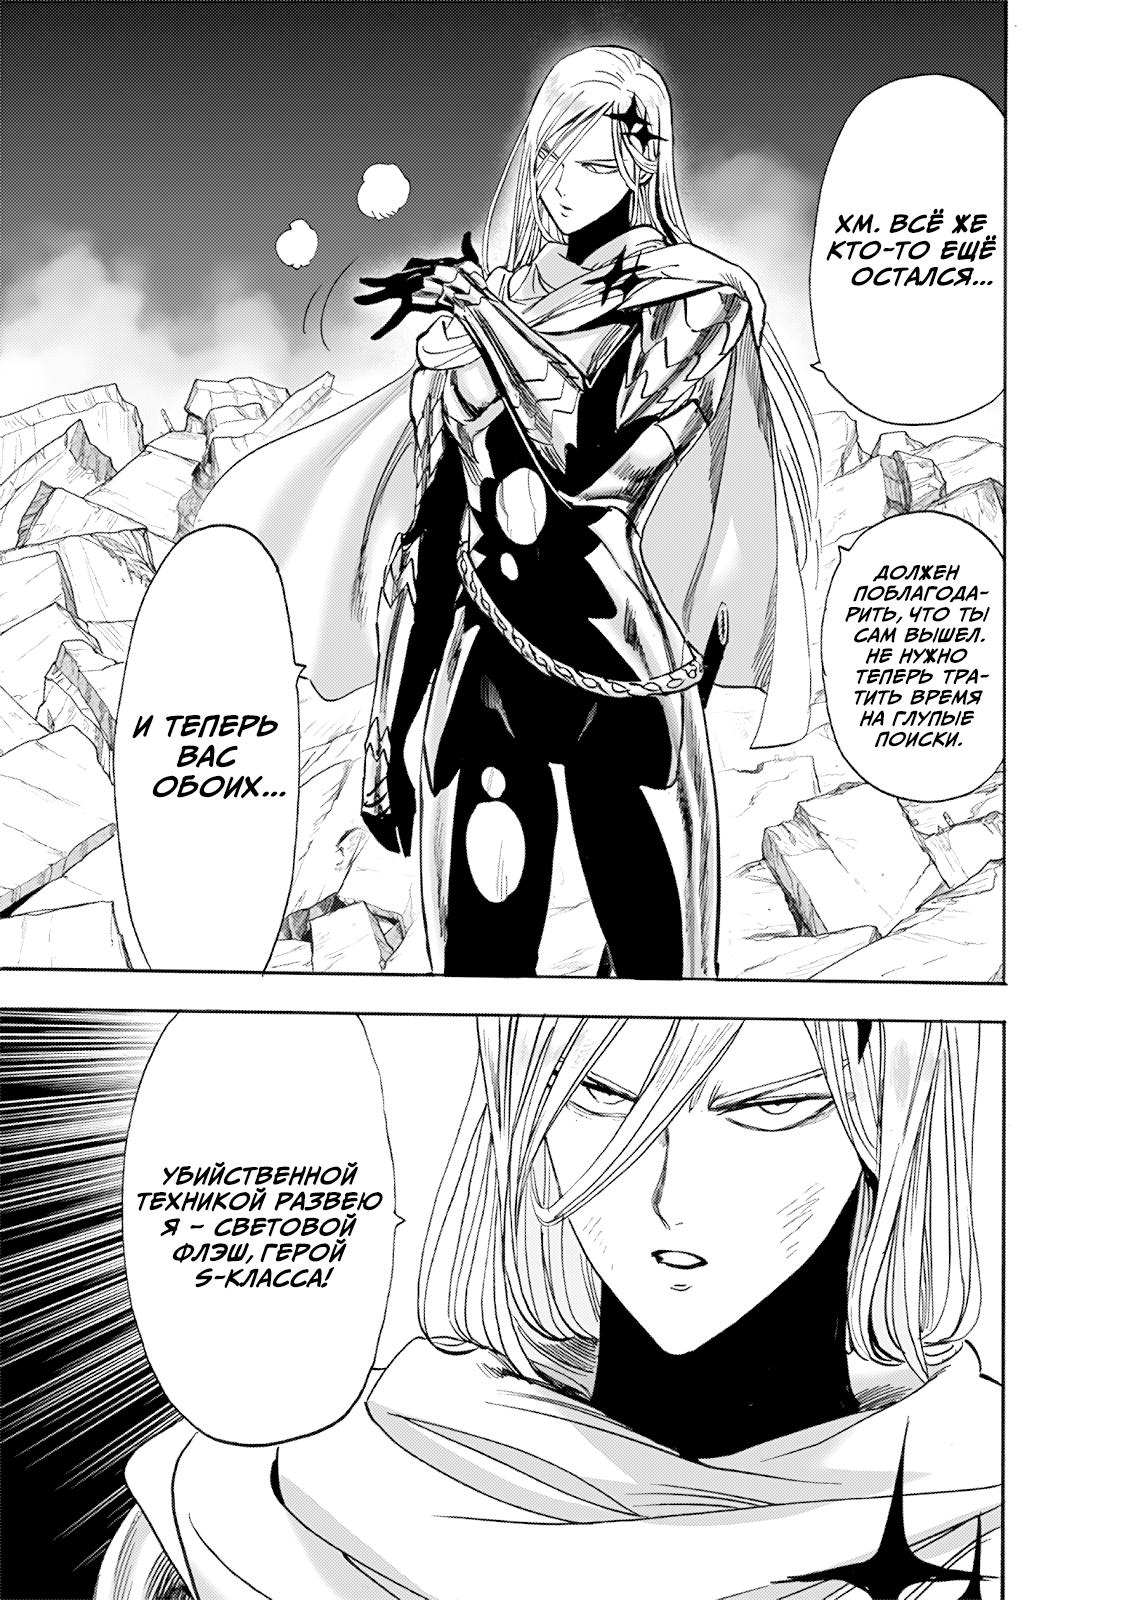 ХМ. ВСЁ ЖЕ
КТО-ТО ЕЩЁ
ОСТАЛСЯ...
ДОЛЖЕН
ПОБЛАГОДА-
РИТЬ, ЧТО ТЫ
САМ ВЫШЕЛ.
НЕ НУЖНО
ТЕПЕРЬ ТРА-
ТИТЬ ВРЕМЯ
НА ГЛУПЫЕ
ПОИСКИ.
И ТЕПЕРЬ
ВАС
ОБОИХ...
УБИЙСТВЕННОЙ
ТЕХНИКОЙ РАЗВЕЮ
Я - СВЕТОВОЙ
ФЛЭШ, ГЕРОЙ
S-КЛАССА!